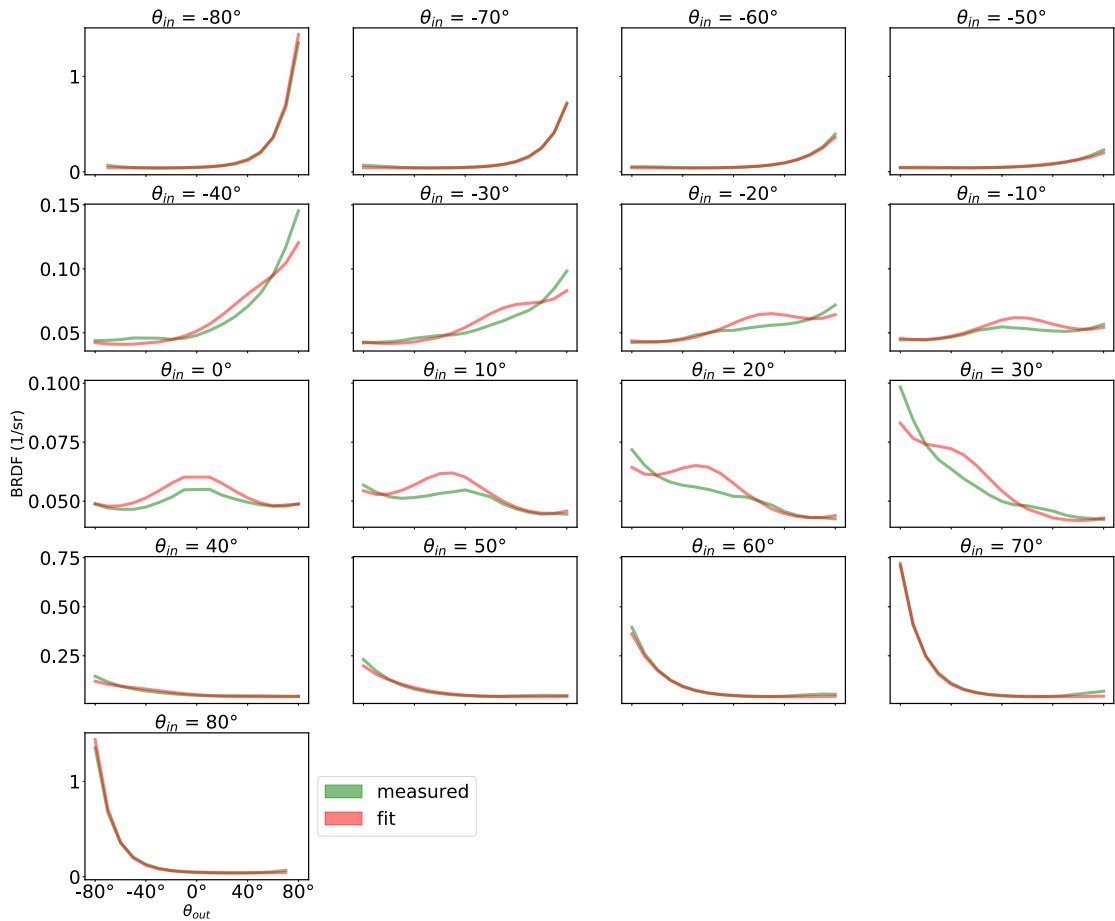 θin = -80° θin = -70° θin = -60° θin = -50°
1
0
θin = -40° θin = -30° θin = -20° θin = -10°
0.15
0.10
0.05
θin = 0° θin = 10° θin = 20° θin = 30°
0.100
0.075
0.050
BRDF (1/sr)
θin = 40° θin = 50° θin = 60° θin = 70°
0.75
0.50
0.25
θin = 80°
1
0
measured
fit
-80° -40° 0° 40° 80°
θout